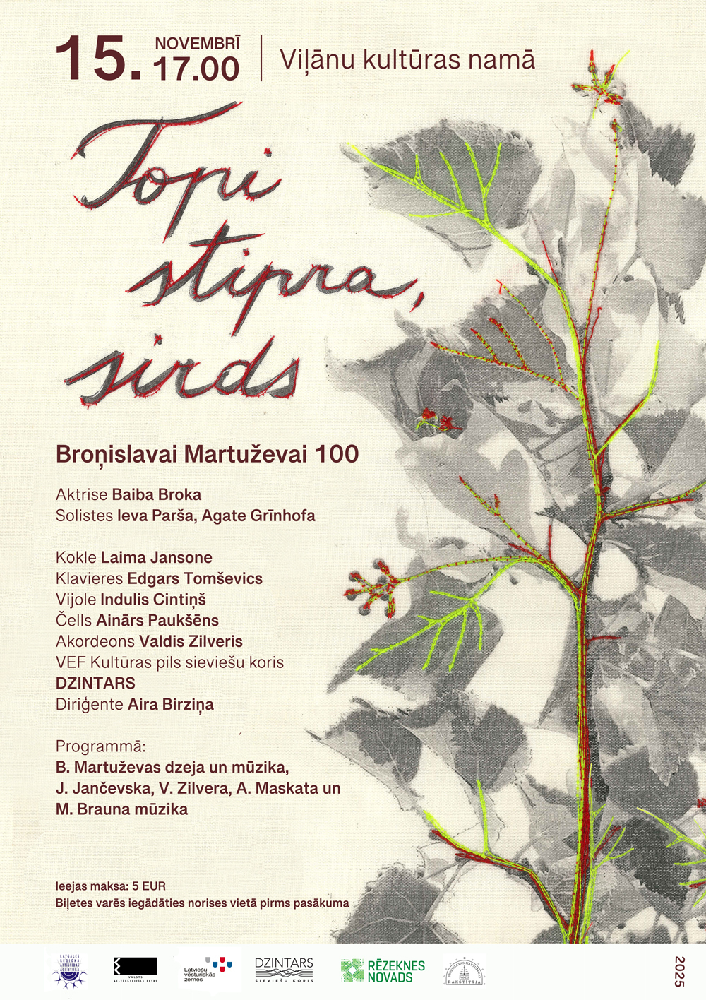 15. NOVEMBRĪ
17.00
Viļānu kultūras namā
Topi
stipra,
sirds
Broņislavai Martuževai 100
Aktrise Baiba Broka
Solistes Ieva Parša, Agate Grīnhofa
Kokle Laima Jansone
Klavieres Edgars Tomševics
Vijole Indulis Cintiņš
Čells Ainārs Paukšēns
Akordeons Valdis Zilveris
VEF Kultūras pils sieviešu koris
DZINTARS
Diriģente Aira Birziņa
Programmā:
B. Martuževas dzeja un mūzika,
J. Jančevska, V. Zilvera, A. Maskata un
M. Brauna mūzika
Ieejas maksa: 5 EUR
Biļetes varēs iegādāties norises vietā pirms pasākuma
LATGALES
REĢIONA
ATTĪSTĪBAS
AĢENTŪRA
VALSTS
KULTŪRKAPITĀLA FONDS
Latviešu
vēsturiskās
zemes
DZINTARS
SIEVIEŠU KORIS
RĒZEKNES
NOVADS
BROŅISLAVAS MARTUŽEVAS
FONDS
RAKSTĪTĀJA
2025